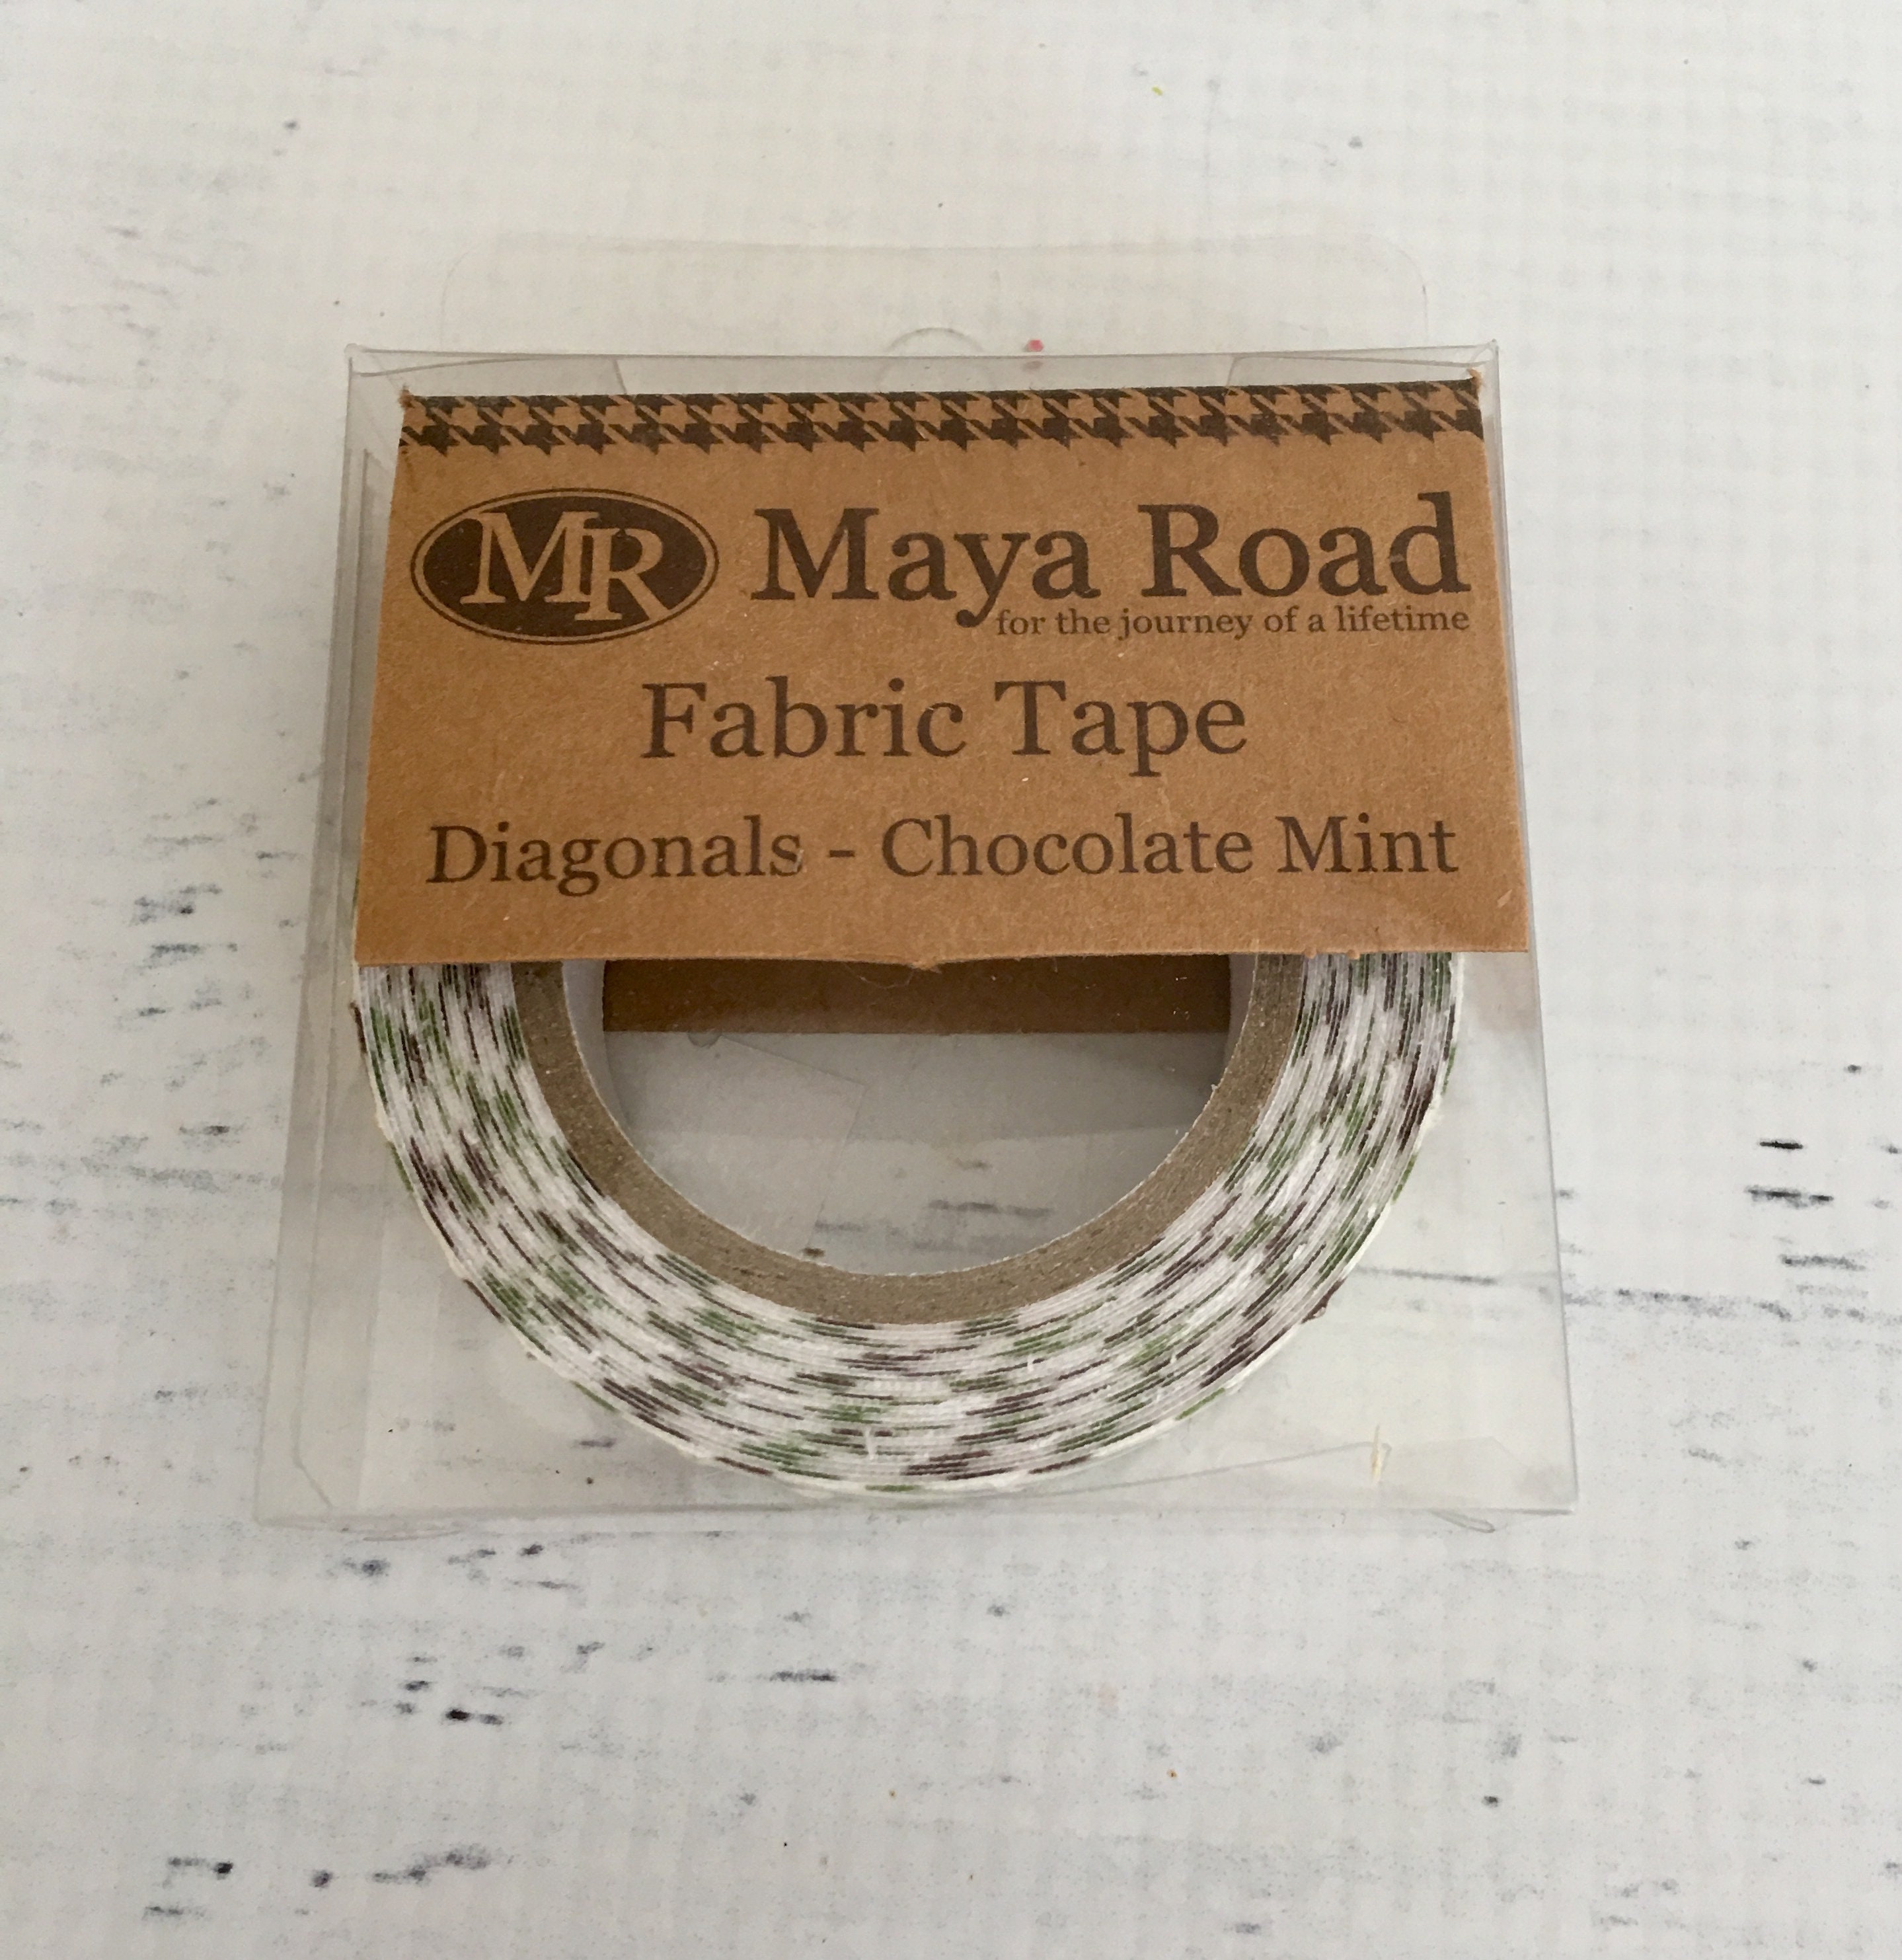 MR Maya Road
for the journey of a lifetime
Fabric Tape
Diagonals - Chocolate Mint